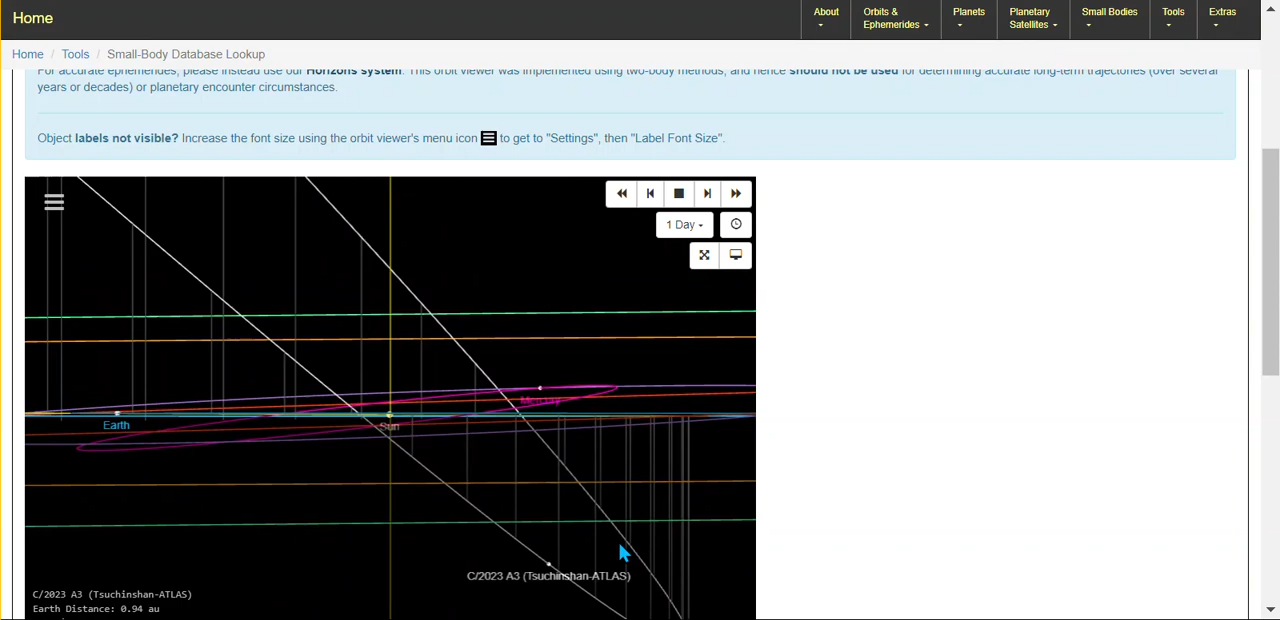 Home
About
Orbits &
Ephemerides
Planets
Planetary
Satellites
Small Bodies
Tools
Extras
Home / Tools / Small-Body Database Lookup
For accurate ephemerides, please instead use our Horizons system. This orbit viewer was implemented using two-body methods, and hence should not be used for determining accurate long-term trajectories (over several
years or decades) or planetary encounter circumstances.
Object labels not visible? Increase the font size using the orbit viewer's menu icon to get to "Settings", then "Label Font Size".
1 Day
Mercury
Earth
Sun
C/2023 A3 (Tsuchinshan-ATLAS)
C/2023 A3 (Tsuchinshan-ATLAS)
Earth Distance: 0.94 au